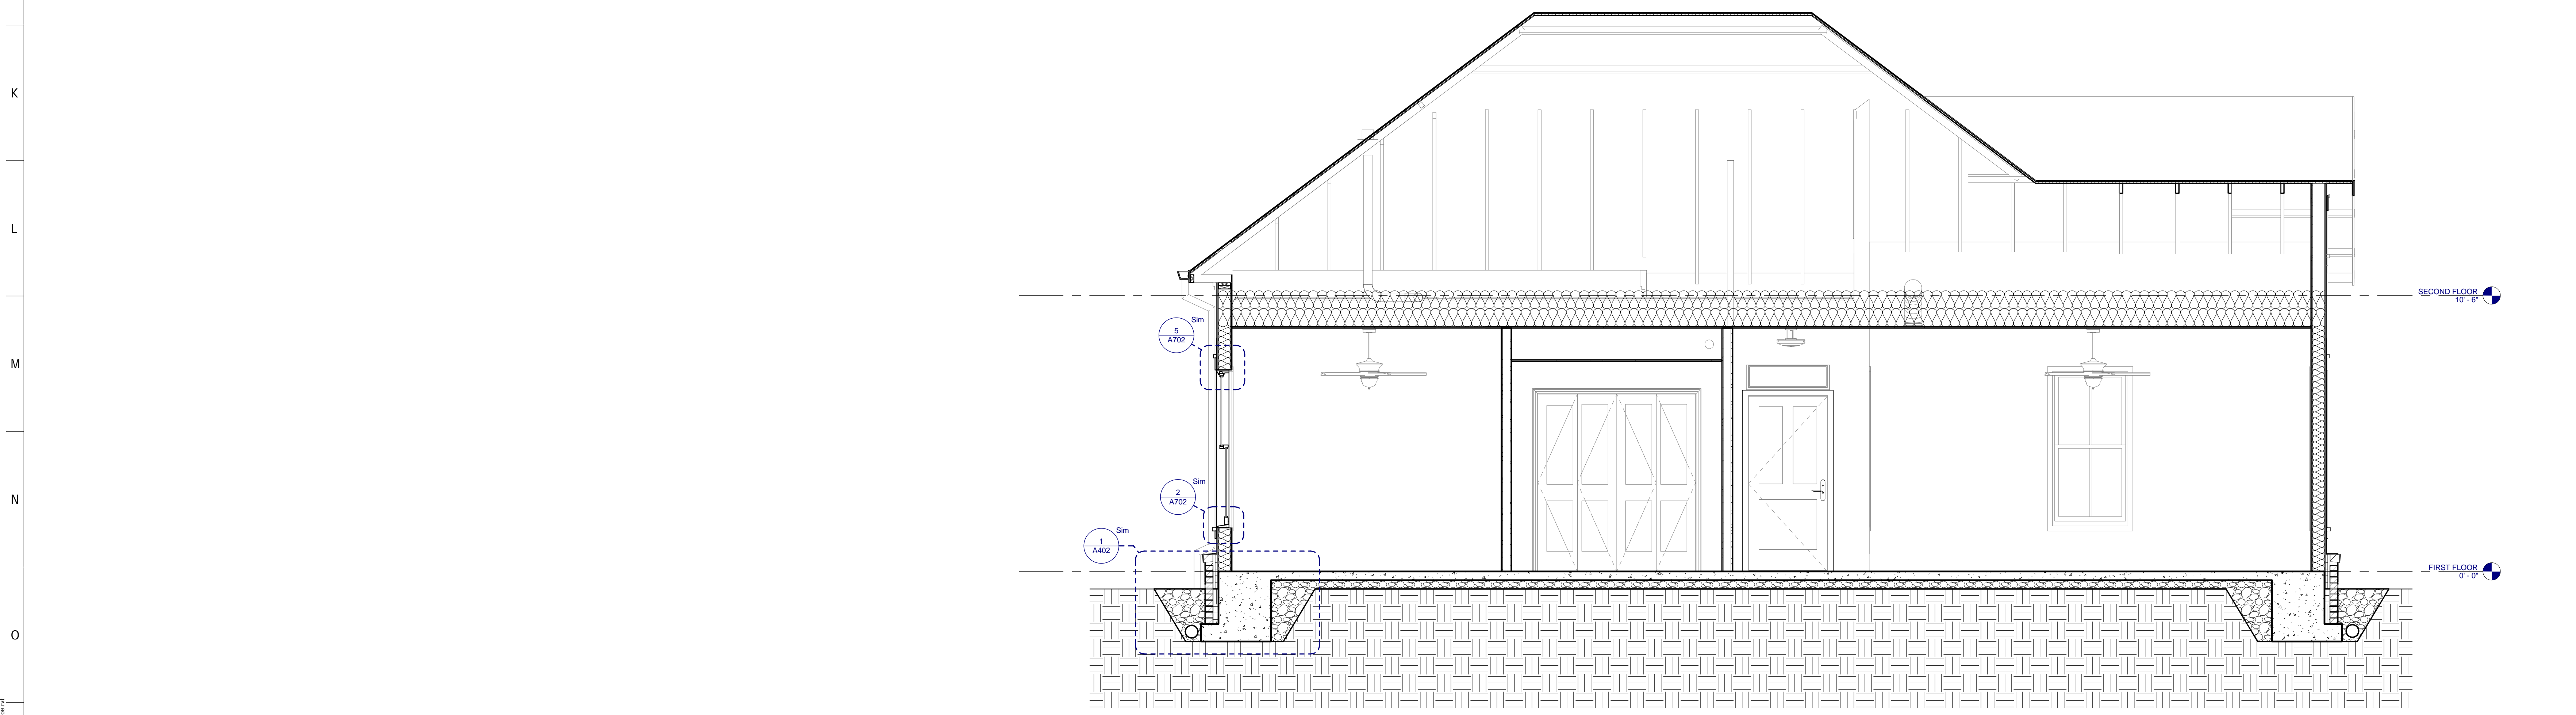 K
L
M
N
O
SECOND FLOOR
10' - 6"
Sim
5
A702
Sim
2
A702
Sim
1
A402
FIRST FLOOR
0' - 0"